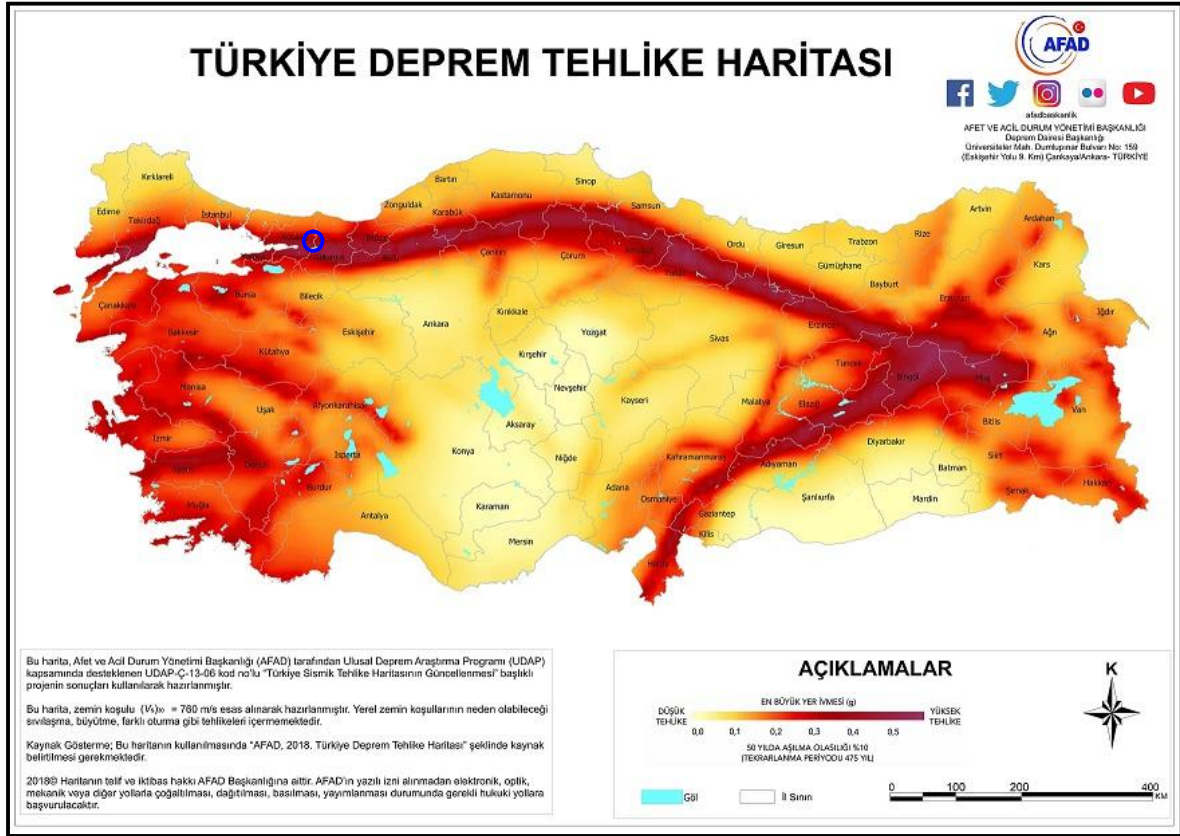 TÜRKİYE DEPREM TEHLİKE HARİTASI
AFAD
afadbaskanlik
AFET VE ACİL DURUM YÖNETİMİ BAŞKANLIĞI
Deprem Dairesi Başkanlığı
Üniversiteler Mah. Dumlupınar Bulvarı No: 159
(Eskişehir Yolu 9. Km) Çankaya/Ankara- TÜRKİYE
Kırklareli
Edirne
Tekirdağ
İstanbul
Zonguldak
Bartın
Karabük
Kastamonu
Sinop
Samsun
Ordu
Giresun
Trabzon
Rize
Artvin
Ardahan
Kars
Gümüşhane
Bayburt
Erzurum
Iğdır
Ağrı
Çanakkale
Bursa
Bilecik
Balıkesir
Kütahya
Eskişehir
Ankara
Çankırı
Çorum
Kırıkkale
Yozgat
Kırşehir
Nevşehir
Sivas
Erzincan
Tunceli
Bingöl
Muş
Van
Bitlis
Manisa
Uşak
Afyonkarahisar
İzmir
Denizli
Isparta
Burdur
Muğla
Antalya
Konya
Aksaray
Niğde
Karaman
Mersin
Kayseri
Malatya
Elazığ
Diyarbakır
Batman
Siirt
Şırnak
Hakkari
Mardin
Şanlıurfa
Adıyaman
Kahramanmaraş
Adana
Osmaniye
Gaziantep
Kilis
Hatay
Bu harita, Afet ve Acil Durum Yönetimi Başkanlığı (AFAD) tarafından Ulusal Deprem Araştırma Programı (UDAP)
kapsamında desteklenen UDAP-Ç-13-06 kod no'lu "Türkiye Sismik Tehlike Haritasının Güncellenmesi" başlıklı
projenin sonuçları kullanılarak hazırlanmıştır.
Bu harita, zemin koşulu (Vs)30 = 760 m/s esas alınarak hazırlanmıştır. Yerel zemin koşullarının neden olabileceği
sıvılaşma, büyütme, farklı oturma gibi tehlikeleri içermemektedir.
Kaynak Gösterme; Bu haritanın kullanılmasında "AFAD, 2018. Türkiye Deprem Tehlike Haritası" şeklinde kaynak
belirtilmesi gerekmektedir.
2018© Haritanın telif ve iktibas hakkı AFAD Başkanlığına aittir. AFAD'ın yazılı izni alınmadan elektronik, optik,
mekanik veya diğer yollarla çoğaltılması, dağıtılması, basılması, yayımlanması durumunda gerekli hukuki yollara
başvurulacaktır.
AÇIKLAMALAR
EN BÜYÜK YER İVMESİ (g)
DÜŞÜK TEHLİKE
YÜKSEK TEHLİKE
0,0 0,1 0,2 0,3 0,4 0,5
50 YILDA AŞILMA OLASILIĞI %10
(TEKRARLANMA PERİYODU 475 YIL)
Göl
İl Sınırı
K
0 100 200 400
KM